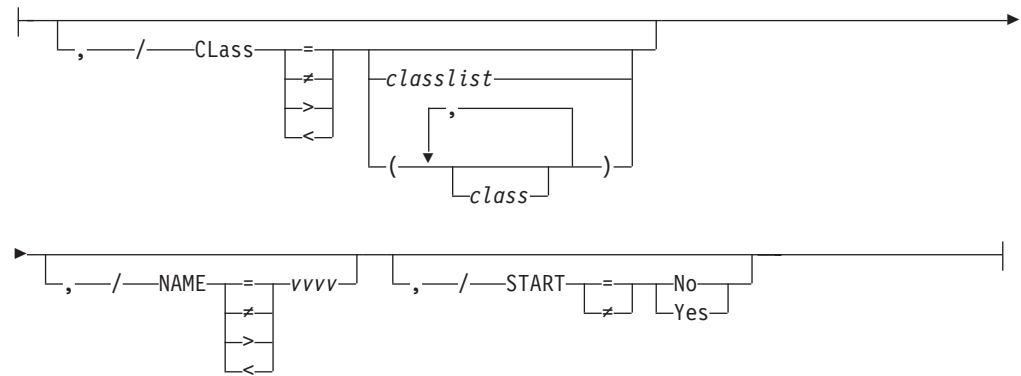 , / CLass =
≠ classlist
> ,
<
( class )
, / NAME = vvvv , / START = No
≠ ≠ Yes
>
<